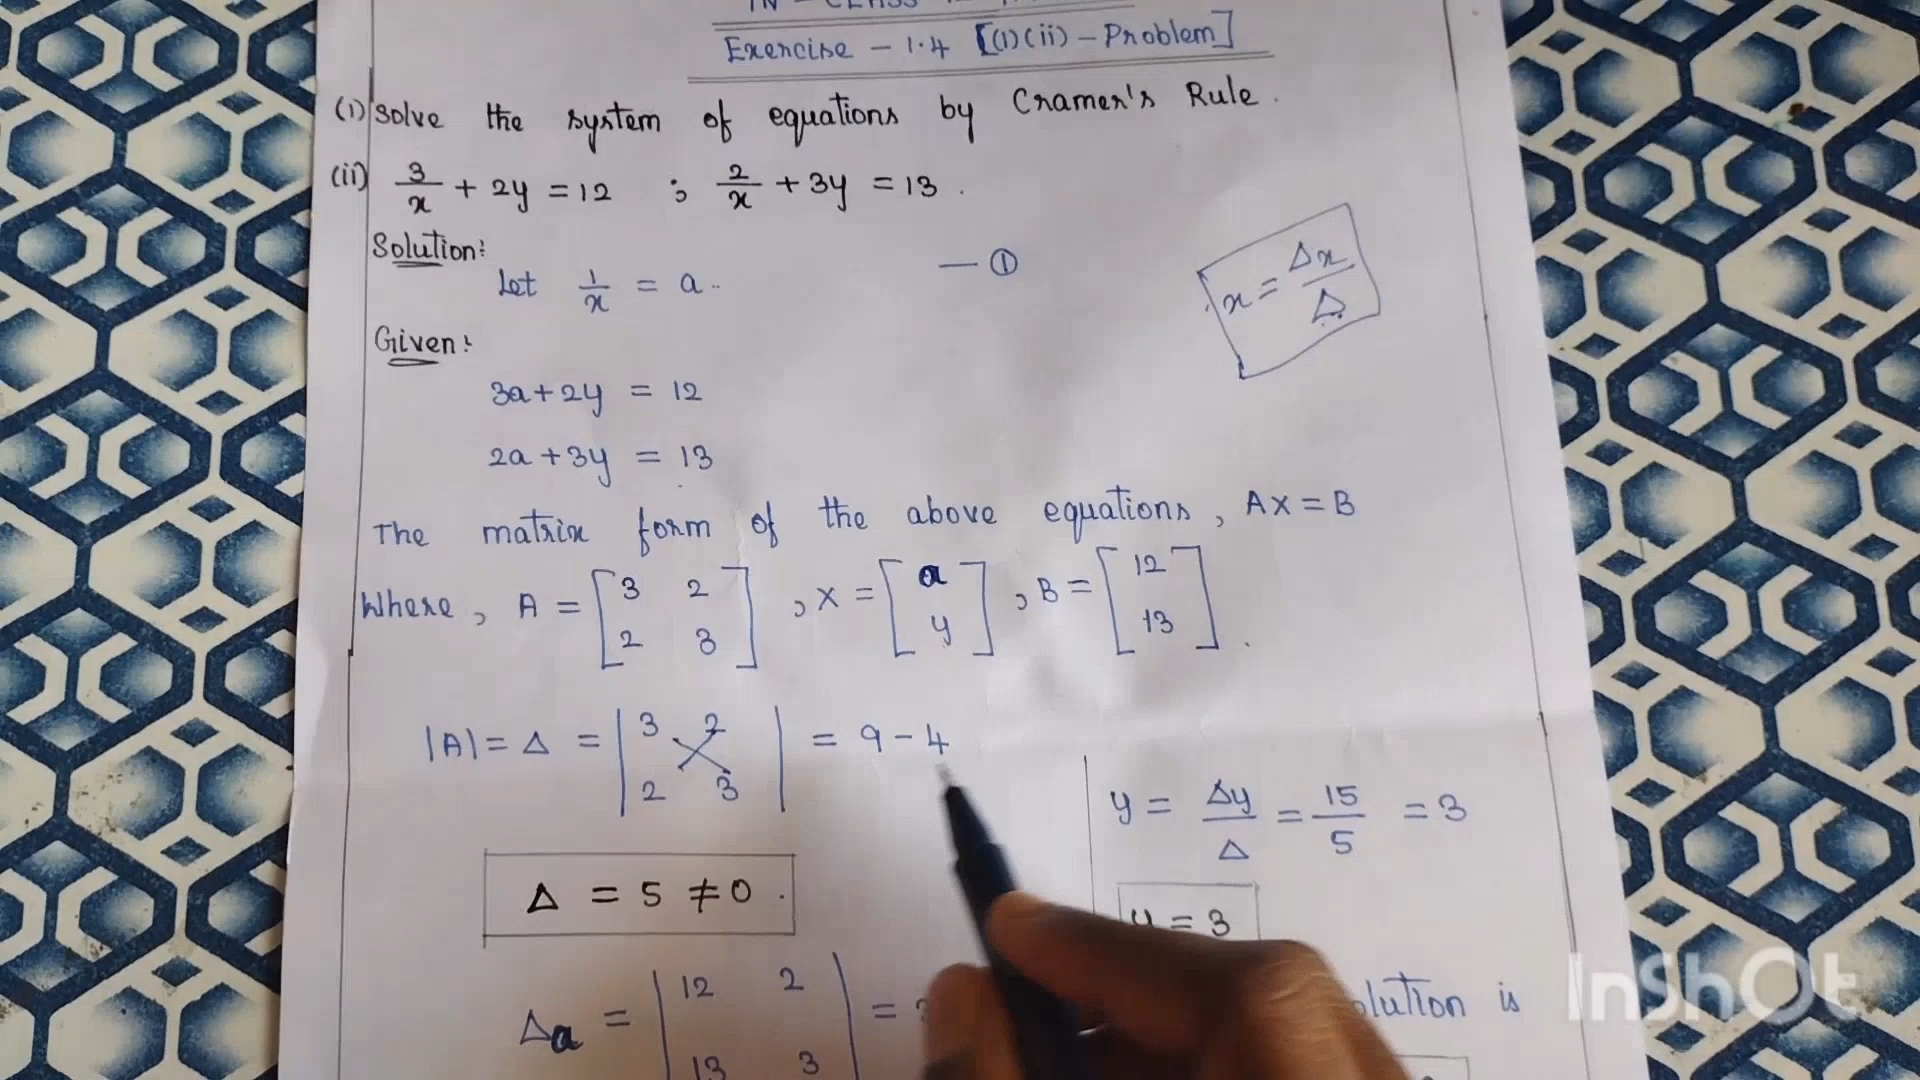 Exercise – 1.4 [(1)(ii) – Problem]
(1) Solve the system of equations by Cramer's Rule.
(ii) 3/x + 2y = 12 ; 2/x + 3y = 13.
Solution:
Let 1/x = a. — ①
x = Δx/Δ
Given:
3a + 2y = 12
2a + 3y = 13
The matrix form of the above equations, AX = B
Where, A = [3 2
2 3], X = [a
y], B = [12
13].
|A| = Δ = |3 2
2 3| = 9 – 4
Δ = 5 ≠ 0.
Δa = |12 2
13 3| =
y = Δy/Δ = 15/5 = 3
y = 3
is
InShOt